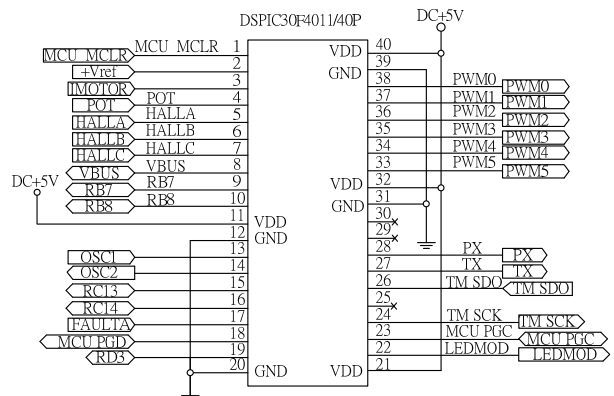 DSPIC30F4011/40P
DC+5V
MCU MCLR MCU MCLR 1
+Vref 2
IMOTOR 3
POT POT 4
HALLA HALLA 5
HALLB HALLB 6
HALLC HALLC 7
VBUS VBUS 8
RB7 RB7 9
RB8 RB8 10
DC+5V
11 VDD
12 GND
OSC1 13
OSC2 14
RC13 15
RC14 16
FAULTA 17
MCU PGD 18
RD3 19
20 GND
VDD 40
GND 39
38 PWM0 PWM0
37 PWM1 PWM1
36 PWM2 PWM2
35 PWM3 PWM3
34 PWM4 PWM4
33 PWM5 PWM5
VDD 32
GND 31
30
29
28 PX PX
27 TX TX
26 TM SDO TM SDO
25
24 TM SCK TM SCK
23 MCU PGC MCU PGC
22 LEDMOD LEDMOD
VDD 21